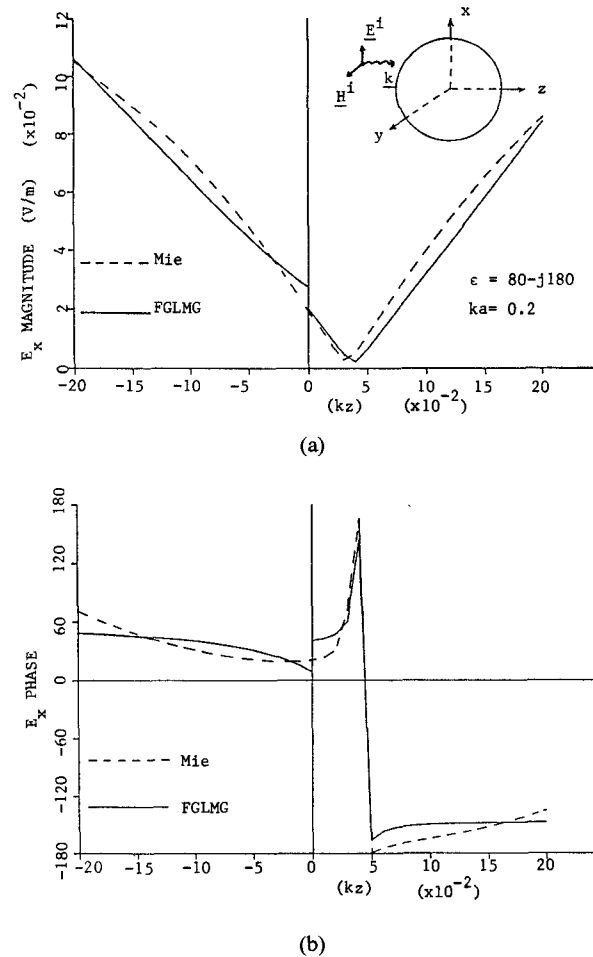 12
10
8
6
4
2
0
E_x MAGNITUDE (V/m) (x10^-2)
x
E^i
k
H^i
z
y
Mie
FGLMG
ε = 80-j180
ka= 0.2
-20 -15 -10 -5 0 5 10 15 20
(kz) (x10^-2)
(a)
180
120
60
0
-60
-120
-180
E_x PHASE
Mie
FGLMG
-20 -15 -10 -5 0 5 10 15 20
(kz) (x10^-2)
(b)